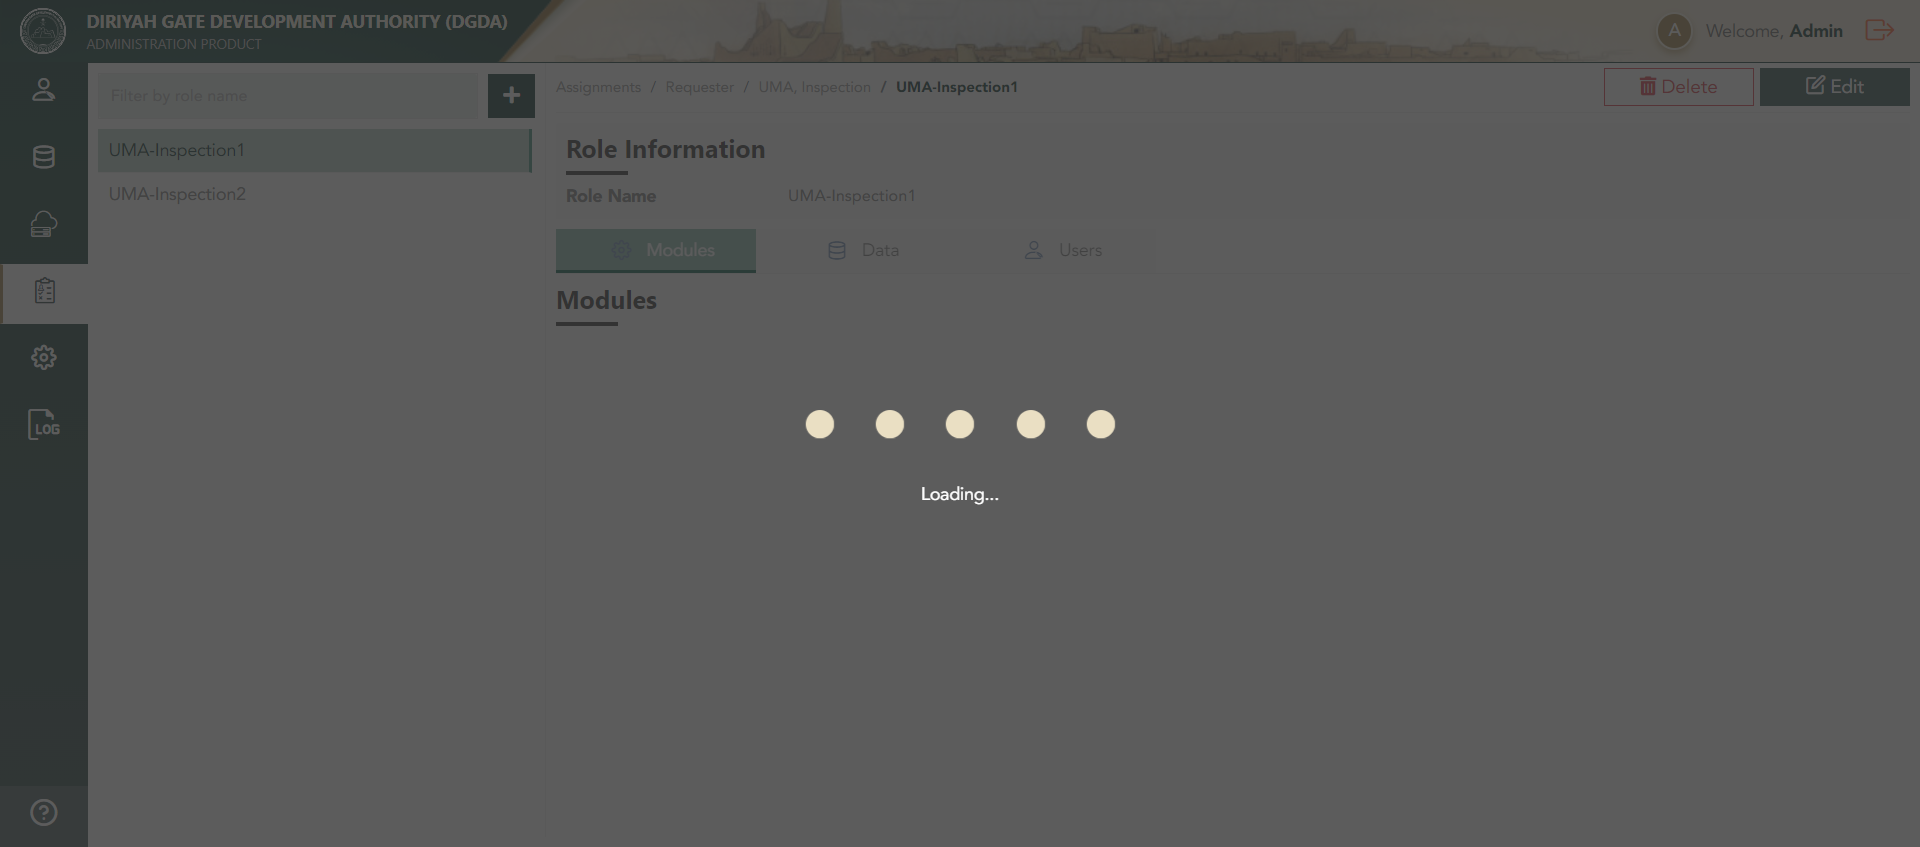 DIRIYAH GATE DEVELOPMENT AUTHORITY (DGDA)
ADMINISTRATION PRODUCT
A
Welcome, Admin
Filter by role name
+
UMA-Inspection1
UMA-Inspection2
Assignments / Requester / UMA, Inspection / UMA-Inspection1
Delete
Edit
Role Information
Role Name UMA-Inspection1
Modules
Data
Users
Modules
Loading...
LOG
?